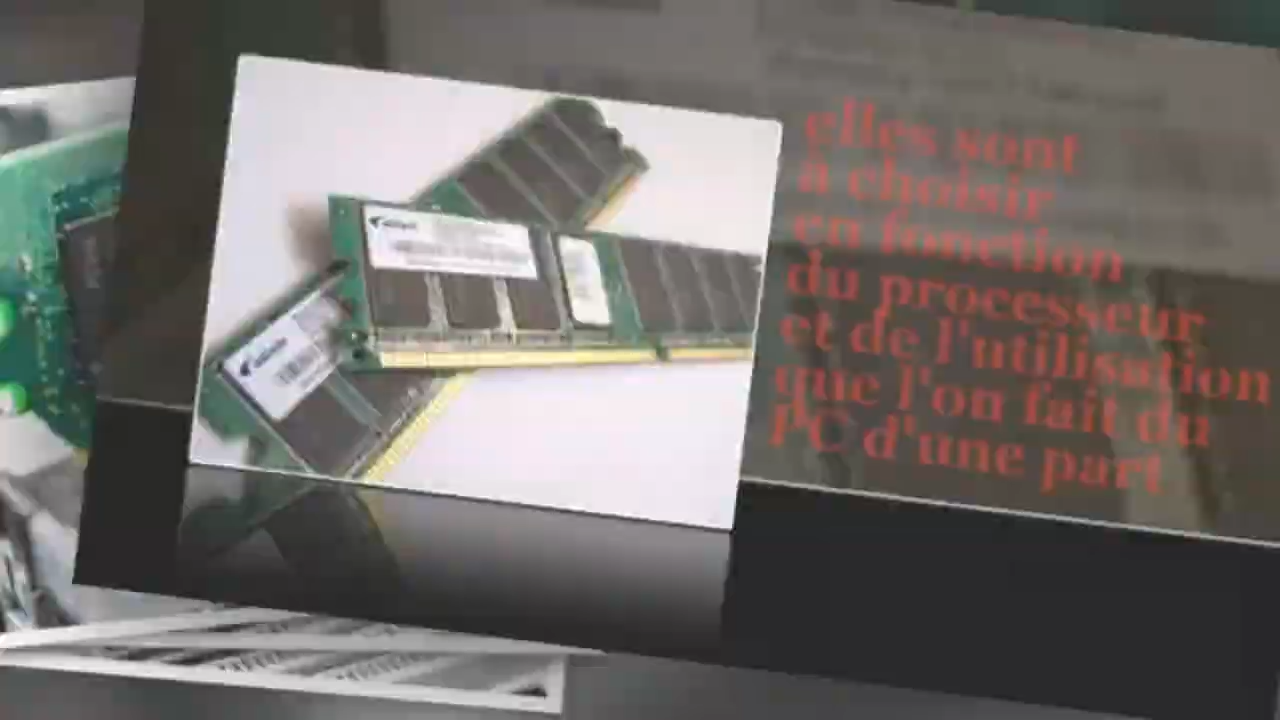 elles sont
à choisir
en fonction
du processeur
et de l'utilisation
que l'on fait du
PC d'une part